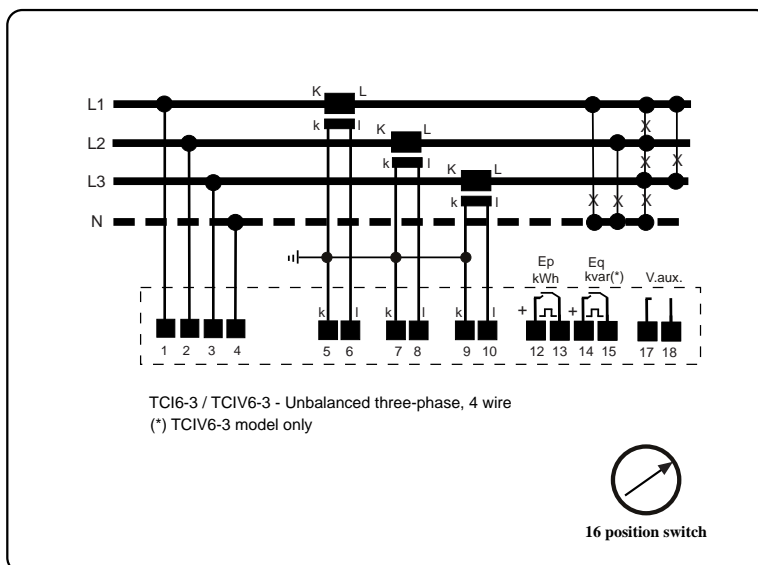 K L
L1
k l
K L
L2
k l
K L
L3
k l
N
X X X X X X
Ep
kWh
Eq
kvar(*)
V.aux.
+ +
k l k l k l
1 2 3 4 5 6 7 8 9 10 12 13 14 15 17 18
TCI6-3 / TCIV6-3 - Unbalanced three-phase, 4 wire
(*) TCIV6-3 model only
16 position switch